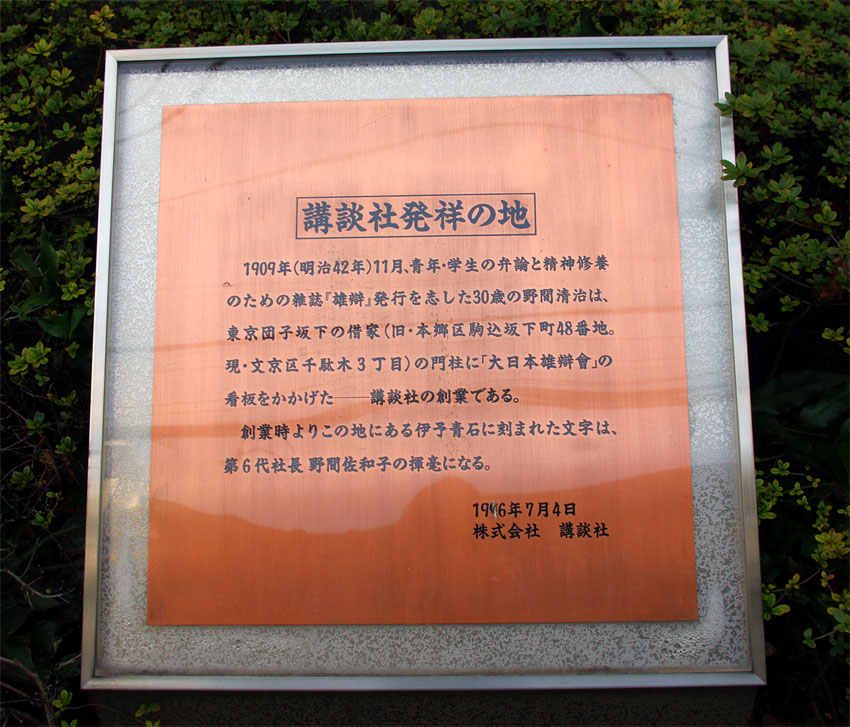 講談社発祥の地
1909年(明治42年)11月、青年・学生の弁論と精神修養
のための雑誌『雄辯』発行を志した30歳の野間清治は、
東京団子坂下の借家(旧・本郷区駒込坂下町48番地。
現・文京区千駄木3丁目)の門柱に「大日本雄辯會」の
看板をかかげた――講談社の創業である。
創業時よりこの地にある伊予青石に刻まれた文字は、
第6代社長 野間佐和子の揮毫になる。
7月4日
株式会社 講談社